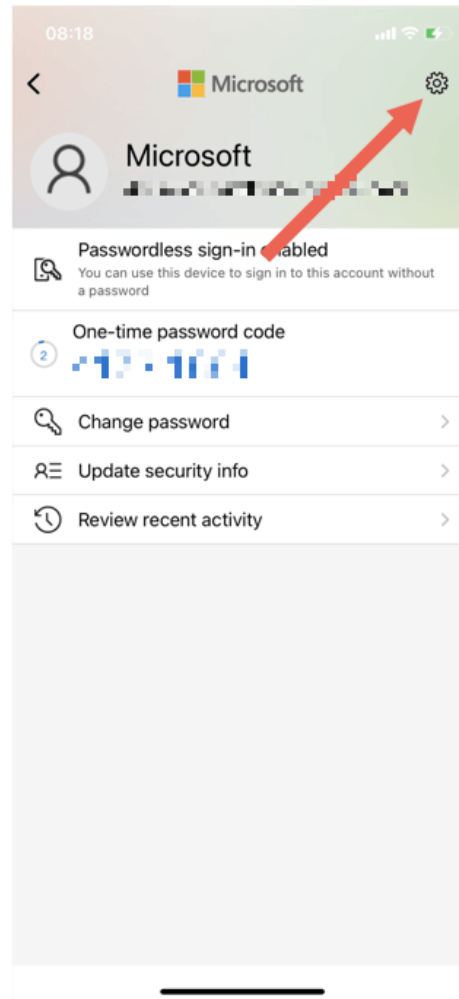 08:18
Microsoft
Microsoft
Passwordless sign-in enabled
You can use this device to sign in to this account without
a password
One-time password code
2
Change password
Update security info
Review recent activity